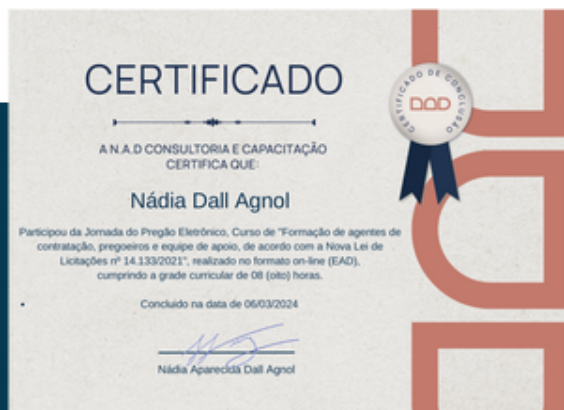 CERTIFICADO
A N.A.D CONSULTORIA E CAPACITAÇÃO
CERTIFICA QUE:
Nádia Dall Agnol
Participou da Jornada do Pregão Eletrônico, Curso de "Formação de agentes de
contratação, pregoeiros e equipe de apoio, de acordo com a Nova Lei de
Licitações nº 14.133/2021", realizado no formato on-line (EAD),
cumprindo a grade curricular de 08 (oito) horas.
Concluido na data de 06/03/2024
Nádia Aparecida Dall Agnol
CERTIFICADO DE CONCLUSÃO